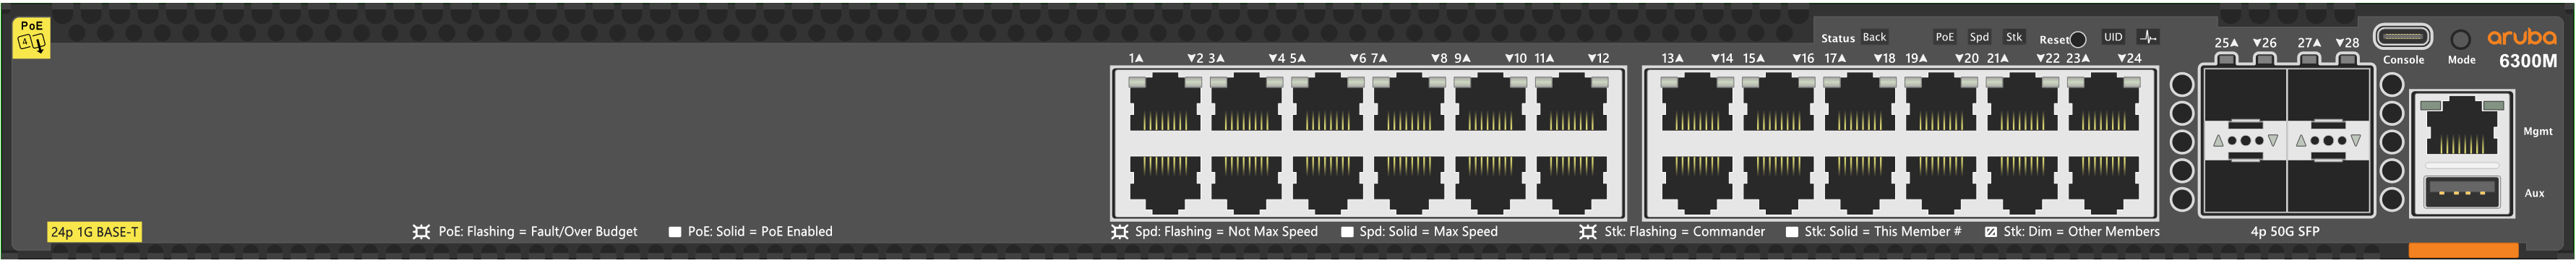 PoE
4 1
Status Back
PoE Spd Stk Reset UID
1▲ ▼2 3▲ ▼4 5▲ ▼6 7▲ ▼8 9▲ ▼10 11▲ ▼12
13▲ ▼14 15▲ ▼16 17▲ ▼18 19▲ ▼20 21▲ ▼22 23▲ ▼24
25▲ ▼26 27▲ ▼28
Console
Mode
aruba
6300M
Mgmt
Aux
24p 1G BASE-T
PoE: Flashing = Fault/Over Budget
PoE: Solid = PoE Enabled
Spd: Flashing = Not Max Speed
Spd: Solid = Max Speed
Stk: Flashing = Commander
Stk: Solid = This Member #
Stk: Dim = Other Members
4p 50G SFP